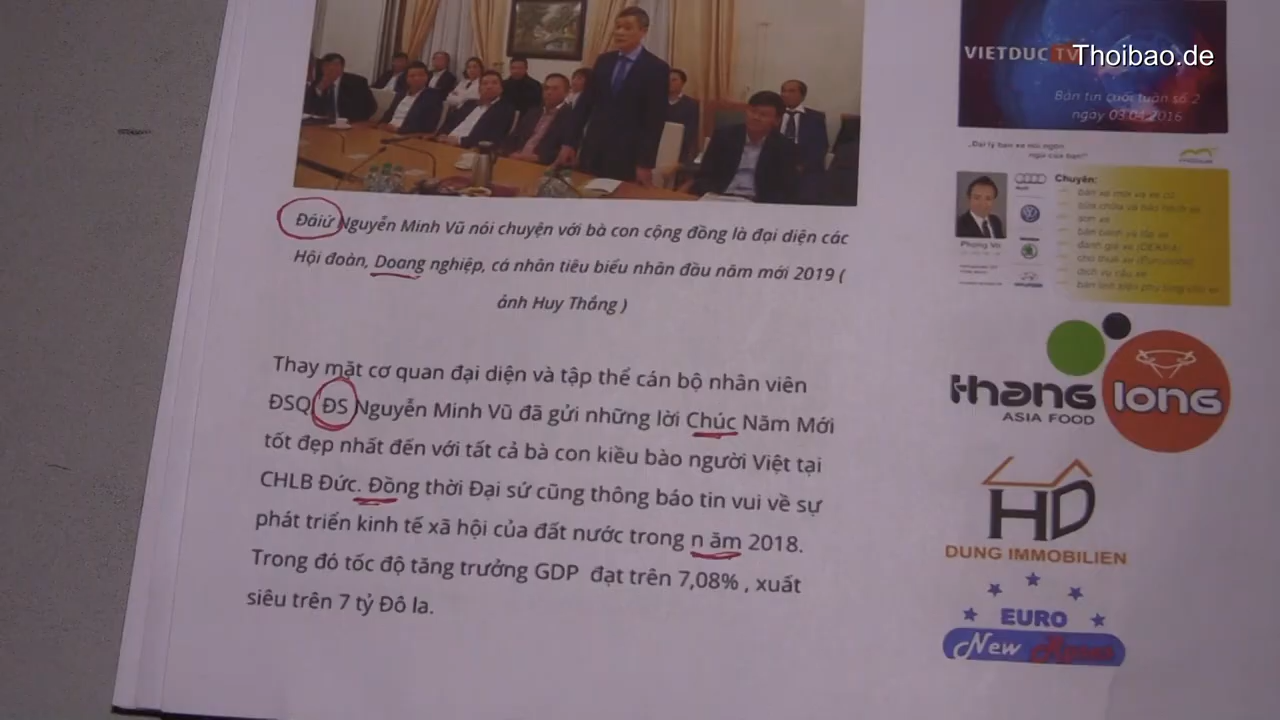 VIETDUC TV
Thoibao.de
Bản tin cuối tuần số 2
ngày 03.04.2016
Đáiứ Nguyễn Minh Vũ nói chuyện với bà con cộng đồng là đại diện các
Hội đoàn, Doang nghiệp, cá nhân tiêu biểu nhân đầu năm mới 2019 (
ảnh Huy Thắng )
Thay mặt cơ quan đại diện và tập thể cán bộ nhân viên
ĐSQ, ĐS Nguyễn Minh Vũ đã gửi những lời Chúc Năm Mới
tốt đẹp nhất đến với tất cả bà con kiều bào người Việt tại
CHLB Đức. Đồng thời Đại sứ cũng thông báo tin vui về sự
phát triển kinh tế xã hội của đất nước trong n ăm 2018.
Trong đó tốc độ tăng trưởng GDP đạt trên 7,08% , xuất
siêu trên 7 tỷ Đô la.
Chuyên:
Phong Vũ
thang long
ASIA FOOD
HD
DUNG IMMOBILIEN
EURO
New